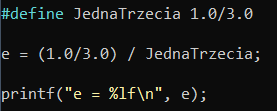 #define JednaTrzecia 1.0/3.0
e = (1.0/3.0) / JednaTrzecia;
printf("e = %lf\n", e);